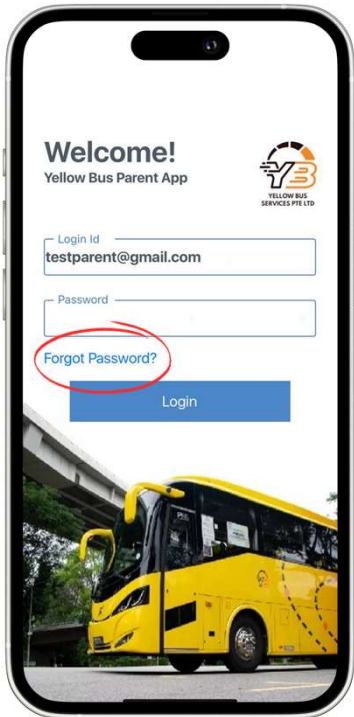 Welcome!
Yellow Bus Parent App
YB
YELLOW BUS
SERVICES PTE LTD
Login Id
testparent@gmail.com
Password
Forgot Password?
Login